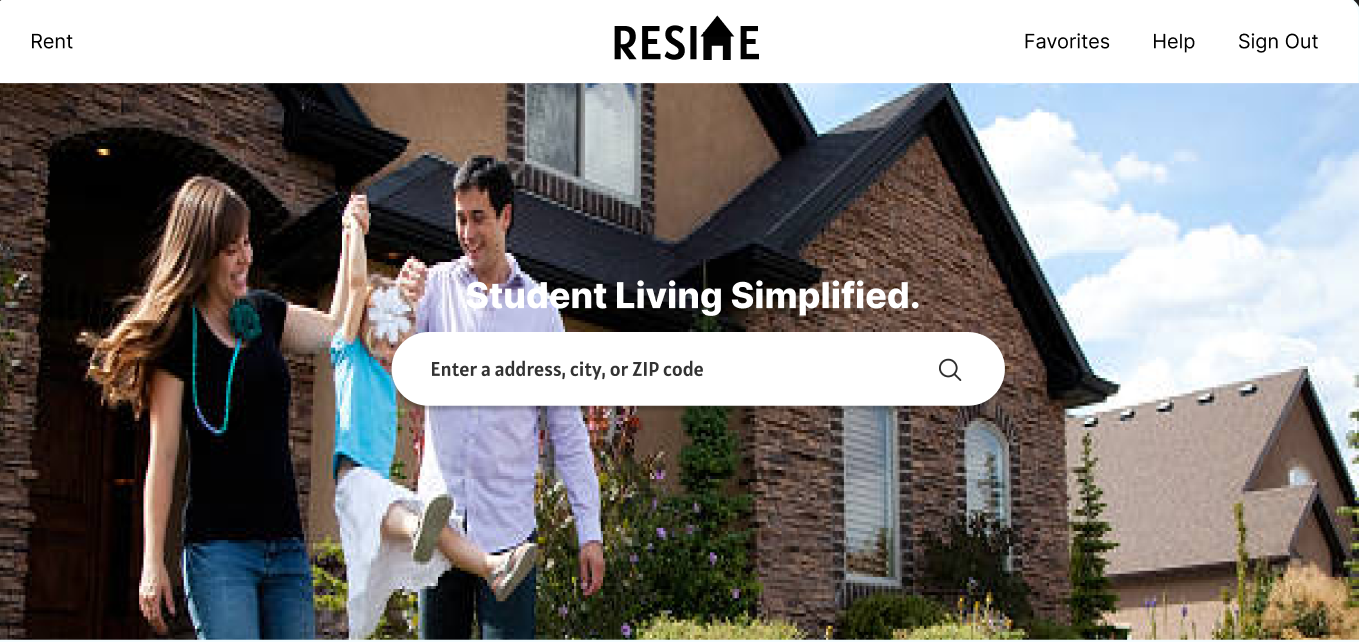 Rent
RESIDE
Favorites
Help
Sign Out
Student Living Simplified.
Enter a address, city, or ZIP code